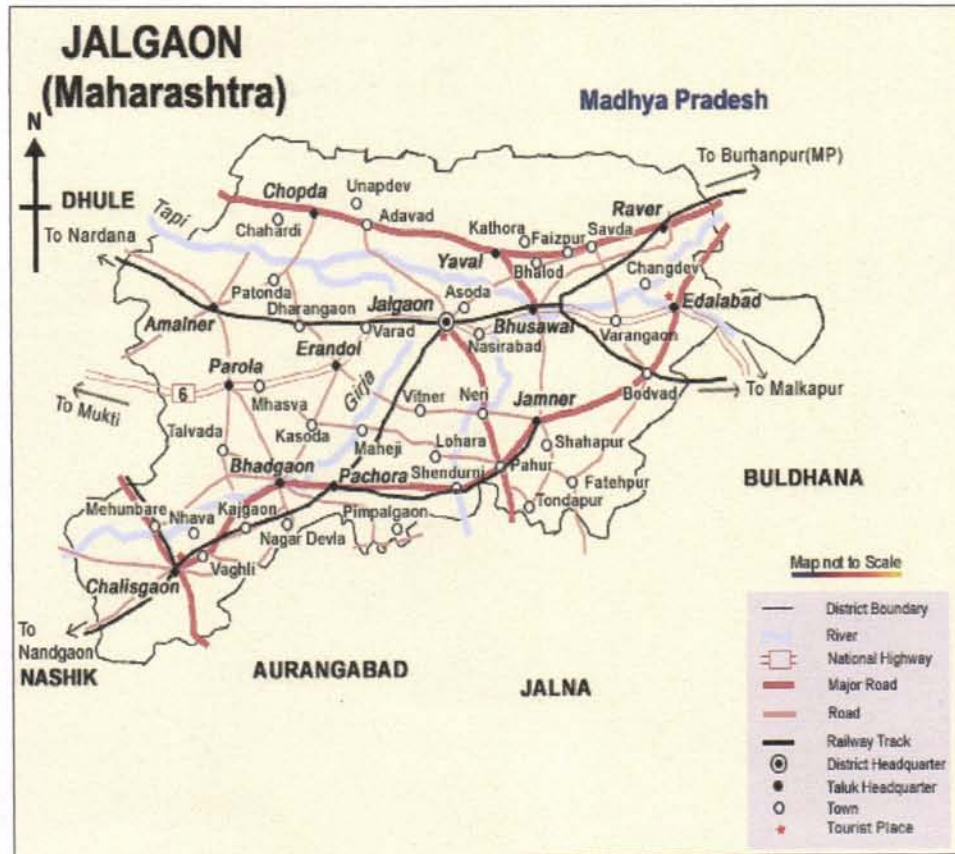 JALGAON
(Maharashtra)
Madhya Pradesh
N
To Burhanpur(MP)
DHULE
Unapdev
Chopda
Raver
Tapi
Adavad
Chahardi
Kathora
Savda
Faizpur
To Nardana
Yaval
Bhalod
Changdev
Patonda
Jalgaon
Asoda
Edalabad
Dharangaon
Amalner
Varad
Bhusawal
Varangaon
Nasirabad
Erandol
Parola
Girja
6
Bodvad
To Malkapur
To Mukti
Mhasva
Vitner
Neri
Jamner
Talvada
Kasoda
Maheji
Lohara
Shahapur
Bhadgaon
Pachora
Shendurni
Pahur
Fatehpur
BULDHANA
Mehunbare
Nhava
Kajgaon
Pimpalgaon
Tondapur
Nagar Devla
Vaghli
Chalisgaon
Map not to Scale
To
Nandgaon
NASHIK
AURANGABAD
JALNA
District Boundary
River
National Highway
Major Road
Road
Railway Track
District Headquarter
Taluk Headquarter
Town
Tourist Place